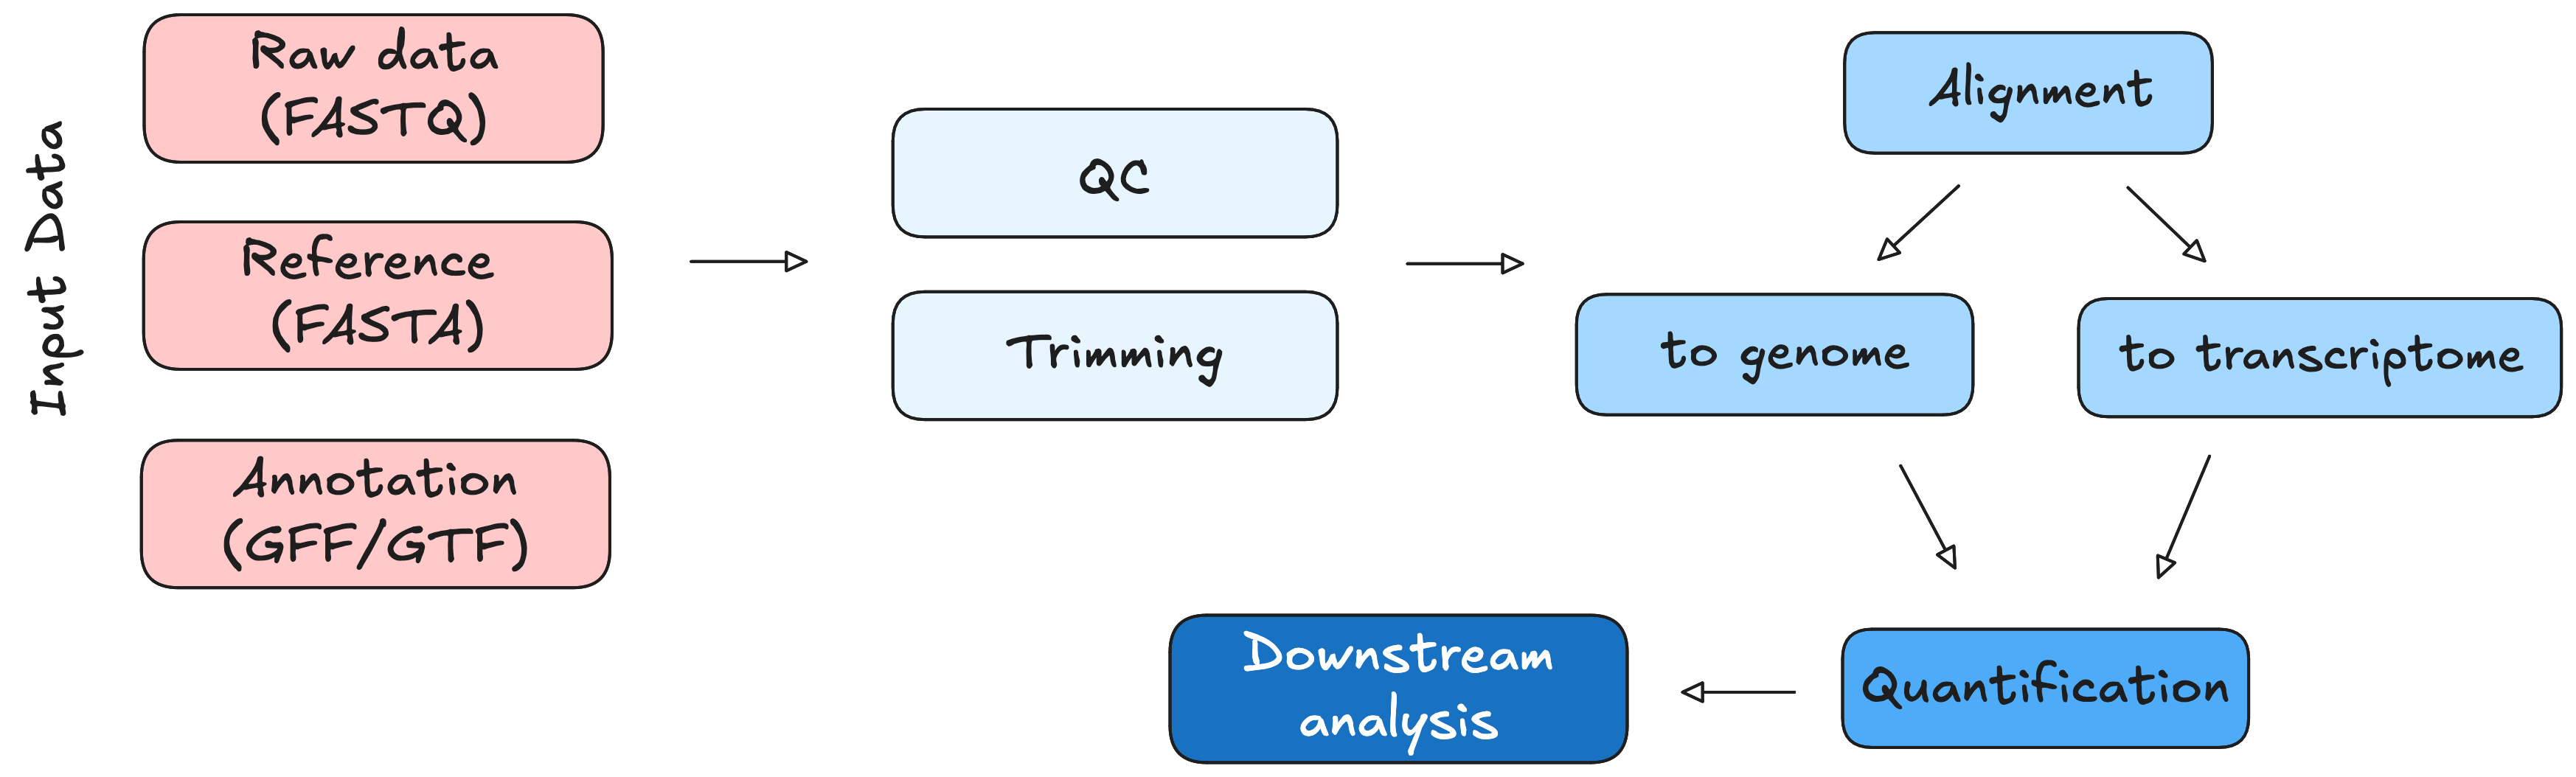 Input Data
Raw data
(FASTQ)
Reference
(FASTA)
Annotation
(GFF/GTF)
QC
Trimming
Alignment
to genome
to transcriptome
Quantification
Downstream
analysis